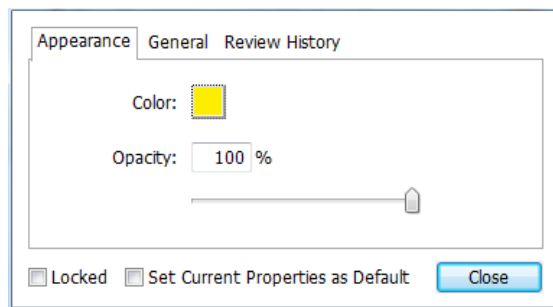 Appearance General Review History
Color:
Opacity: 100 %
Locked Set Current Properties as Default Close